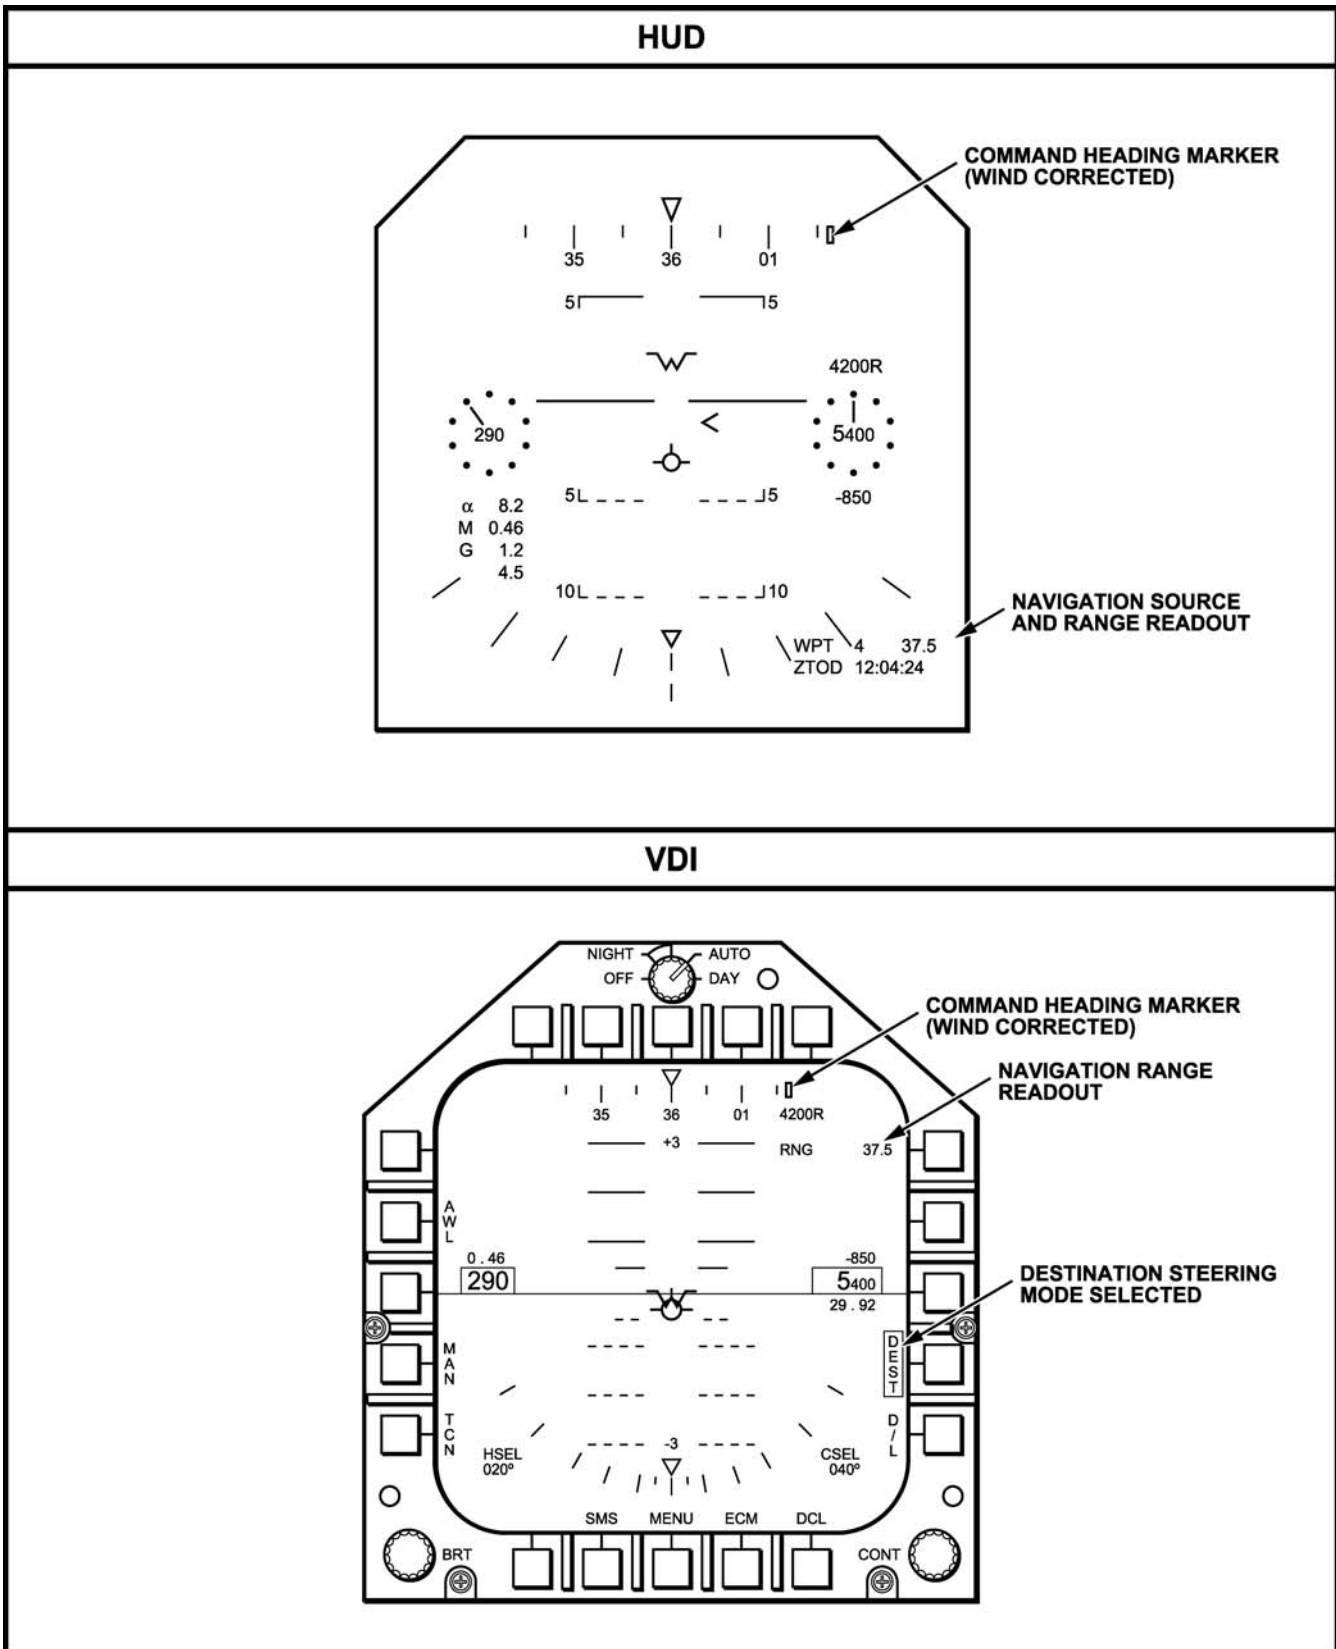 HUD
COMMAND HEADING MARKER
(WIND CORRECTED)
35 36 01
5 5
4200R
290
5400
5 5
-850
α 8.2
M 0.46
G 1.2
4.5
10 10
NAVIGATION SOURCE
AND RANGE READOUT
WPT 4 37.5
ZTOD 12:04:24
VDI
NIGHT AUTO
OFF DAY
COMMAND HEADING MARKER
(WIND CORRECTED)
NAVIGATION RANGE
READOUT
35 36 01 4200R
+3
RNG 37.5
AWL
0.46
290
-850
5400
29.92
DESTINATION STEERING
MODE SELECTED
MAN
DEST
TCN
D/L
-3
HSEL
020°
CSEL
040°
SMS MENU ECM DCL
BRT CONT